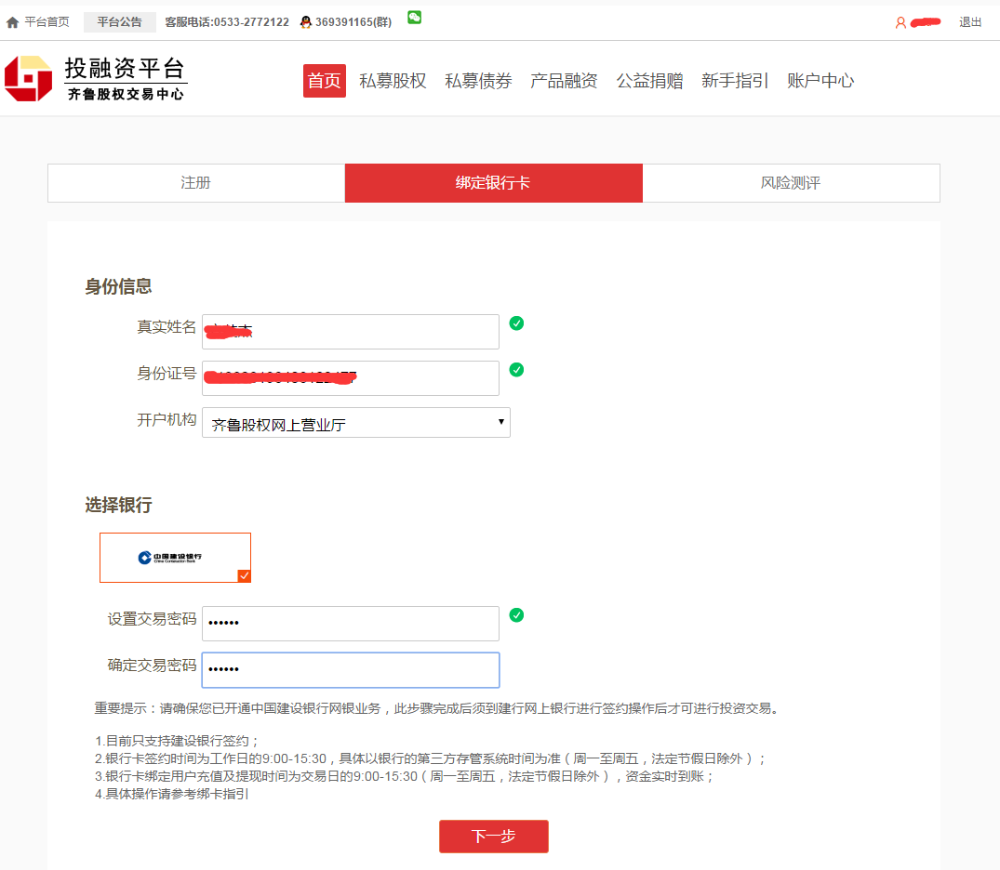 平台首页 平台公告 客服电话:0533-2772122 369391165(群) 退出
投融资平台
齐鲁股权交易中心
首页 私募股权 私募债券 产品融资 公益捐赠 新手指引 账户中心
注册 绑定银行卡 风险测评
身份信息
真实姓名
身份证号
开户机构 齐鲁股权网上营业厅
选择银行
中国建设银行
China Construction Bank
设置交易密码 ••••••
确定交易密码 ••••••
重要提示：请确保您已开通中国建设银行网银业务，此步骤完成后须到建行网上银行进行签约操作后才可进行投资交易。
1.目前只支持建设银行签约；
2.银行卡签约时间为工作日的9:00-15:30，具体以银行的第三方存管系统时间为准（周一至周五，法定节假日除外）；
3.银行卡绑定用户充值及提现时间为交易日的9:00-15:30（周一至周五，法定节假日除外），资金实时到账；
4.具体操作请参考绑卡指引
下一步